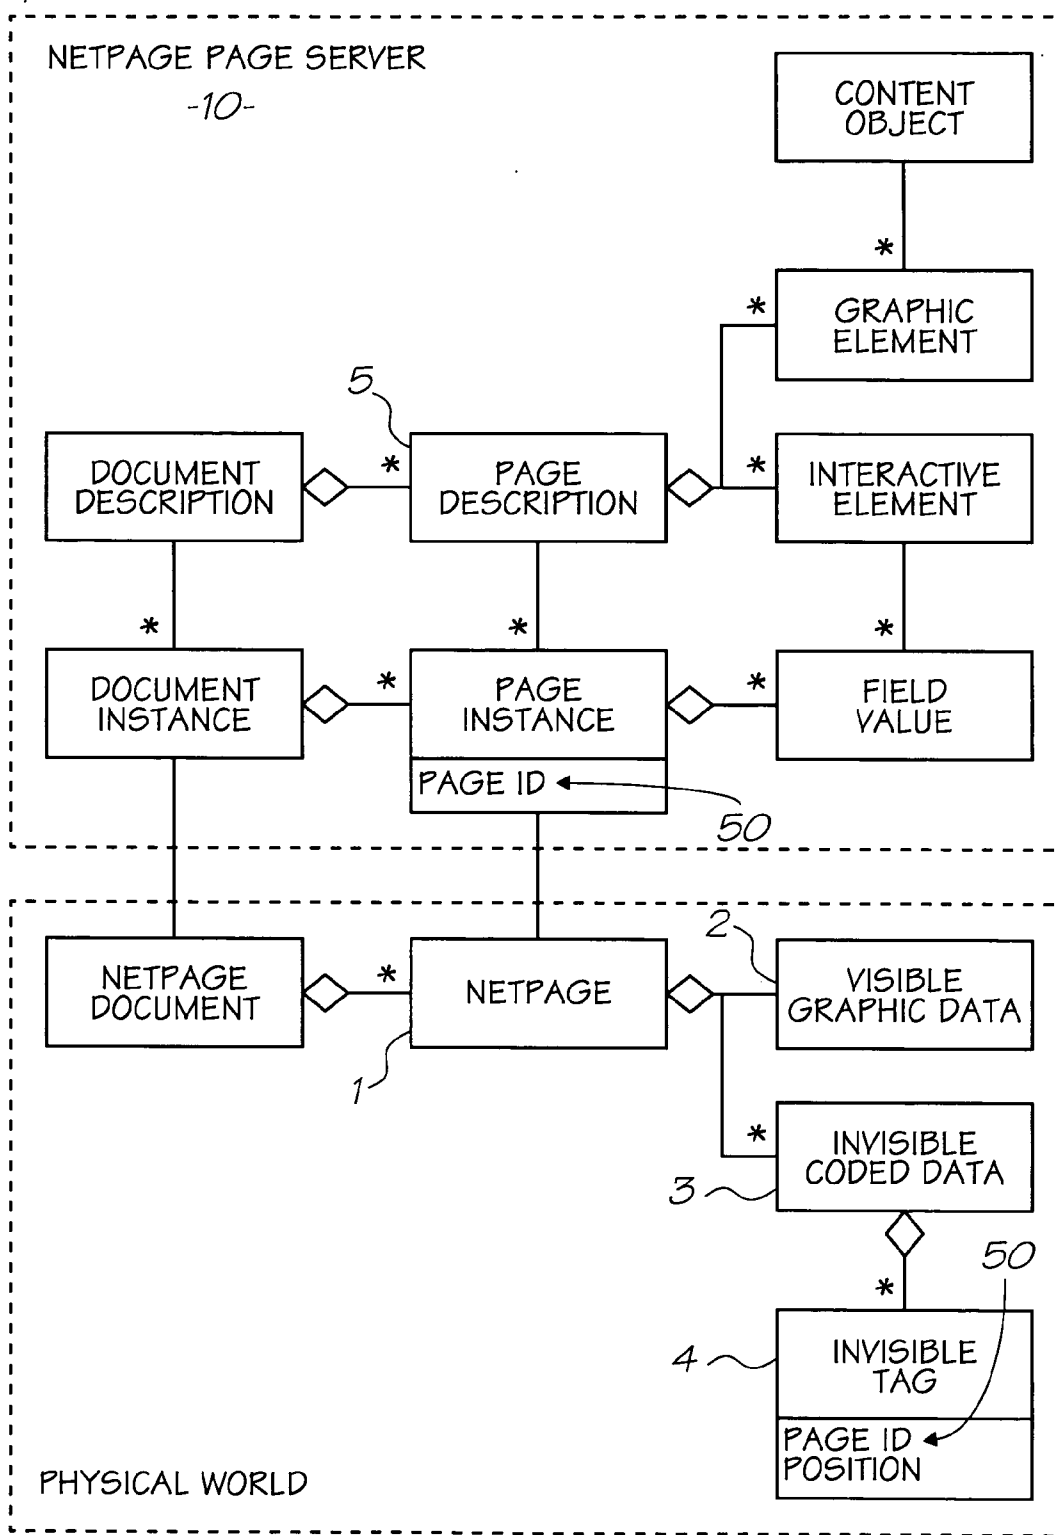 NETPAGE PAGE SERVER
-10-
CONTENT
OBJECT
*
*
GRAPHIC
ELEMENT
5
DOCUMENT
DESCRIPTION
*
PAGE
DESCRIPTION
*
INTERACTIVE
ELEMENT
*
*
*
DOCUMENT
INSTANCE
*
PAGE
INSTANCE
*
FIELD
VALUE
PAGE ID
50
NETPAGE
DOCUMENT
*
NETPAGE
2
VISIBLE
GRAPHIC DATA
1
*
INVISIBLE
CODED DATA
3
50
*
4
INVISIBLE
TAG
PAGE ID
POSITION
PHYSICAL WORLD